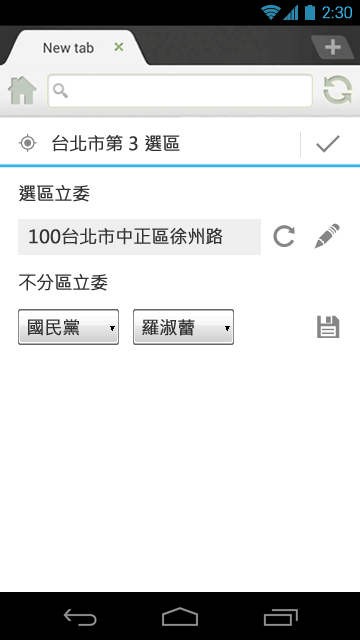 2:30
New tab
台北市第 3 選區
選區立委
100台北市中正區徐州路
不分區立委
國民黨 羅淑蕾